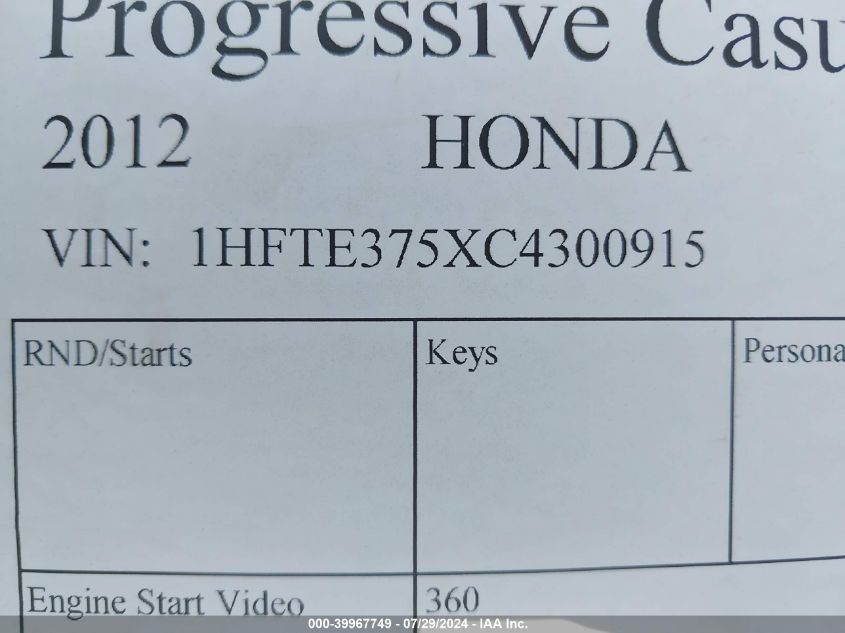 Progressive Casu
2012 HONDA
VIN: 1HFTE375XC4300915
RND/Starts Keys Persona
Engine Start Video 360
000-39967749 - 07/29/2024 - IAA Inc.